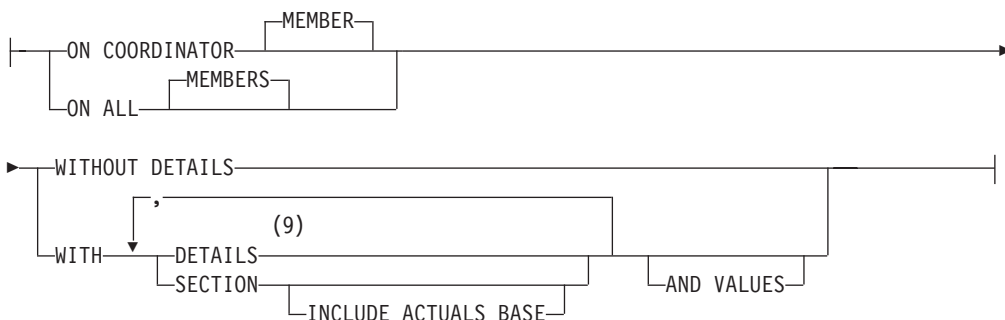 MEMBER
ON COORDINATOR
MEMBERS
ON ALL
WITHOUT DETAILS
,
(9)
WITH DETAILS
SECTION AND VALUES
INCLUDE ACTUALS BASE